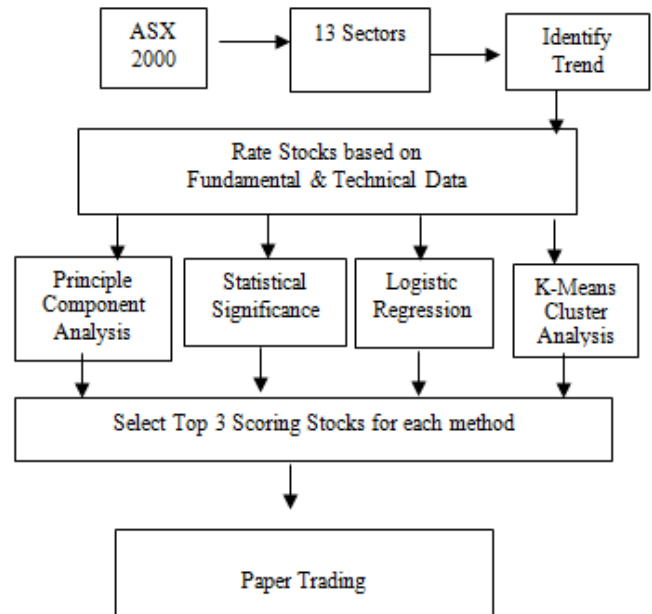 ASX
2000
13 Sectors
Identify
Trend
Rate Stocks based on
Fundamental & Technical Data
Principle
Component
Analysis
Statistical
Significance
Logistic
Regression
K-Means
Cluster
Analysis
Select Top 3 Scoring Stocks for each method
Paper Trading